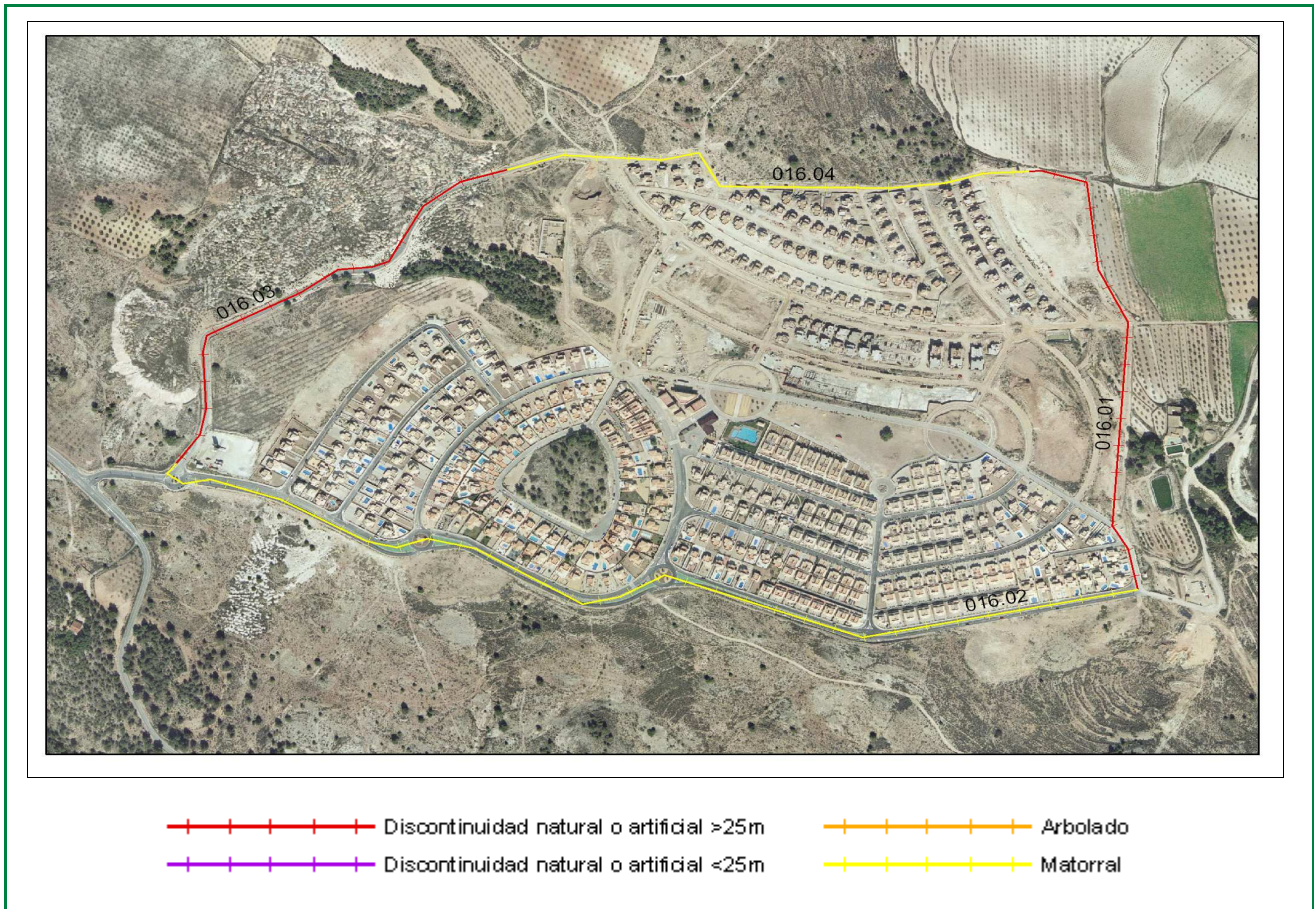 016.04
016.03
016.01
016.02
Discontinuidad natural o artificial >25m
Arbolado
Discontinuidad natural o artificial <25m
Matorral